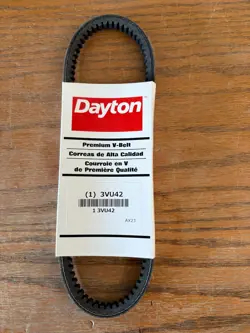 Dayton
Premium V-Belt
Correas de Alta Calidad
Courroie en V
de Première Qualité
(1) 3VU42
1 3VU42